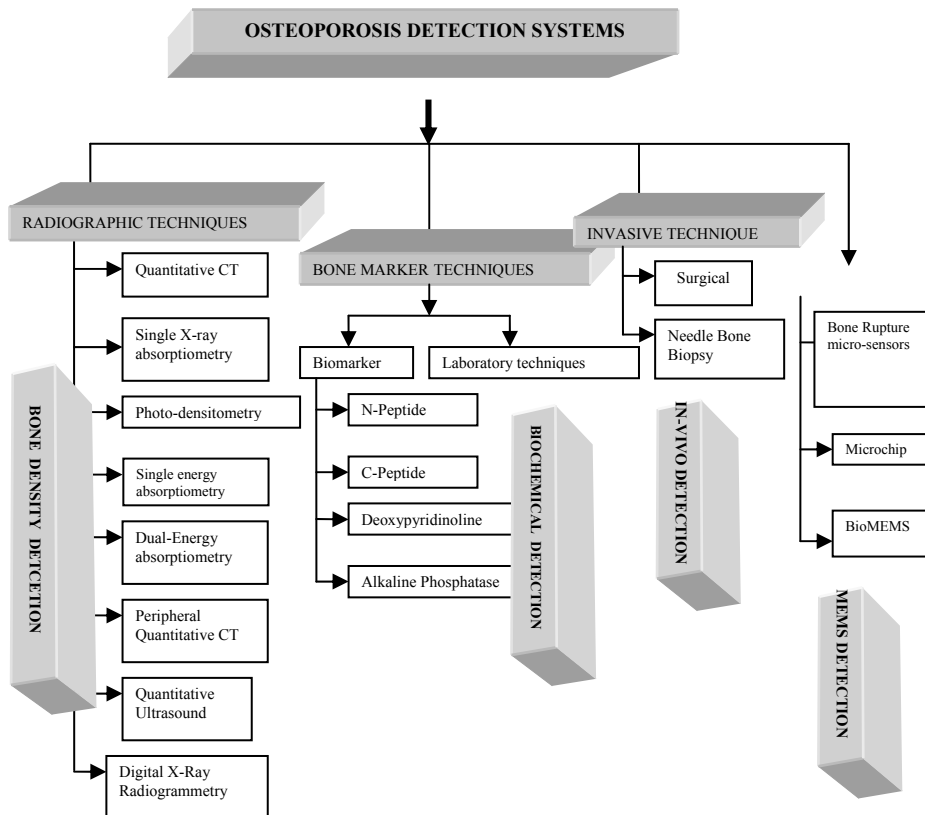 OSTEOPOROSIS DETECTION SYSTEMS
RADIOGRAPHIC TECHNIQUES
Quantitative CT
Single X-ray
absorptiometry
Photo-densitometry
Single energy
absorptiometry
Dual-Energy
absorptiometry
Peripheral
Quantitative CT
Quantitative
Ultrasound
Digital X-Ray
Radiogrammetry
BONE DENSITY DETCETION
BONE MARKER TECHNIQUES
Biomarker
Laboratory techniques
N-Peptide
C-Peptide
Deoxypyridinoline
Alkaline Phosphatase
BIOCHEMICAL DETECTION
INVASIVE TECHNIQUE
Surgical
Needle Bone
Biopsy
IN-VIVO DETECTION
Bone Rupture
micro-sensors
Microchip
BioMEMS
MEMS DETECTION